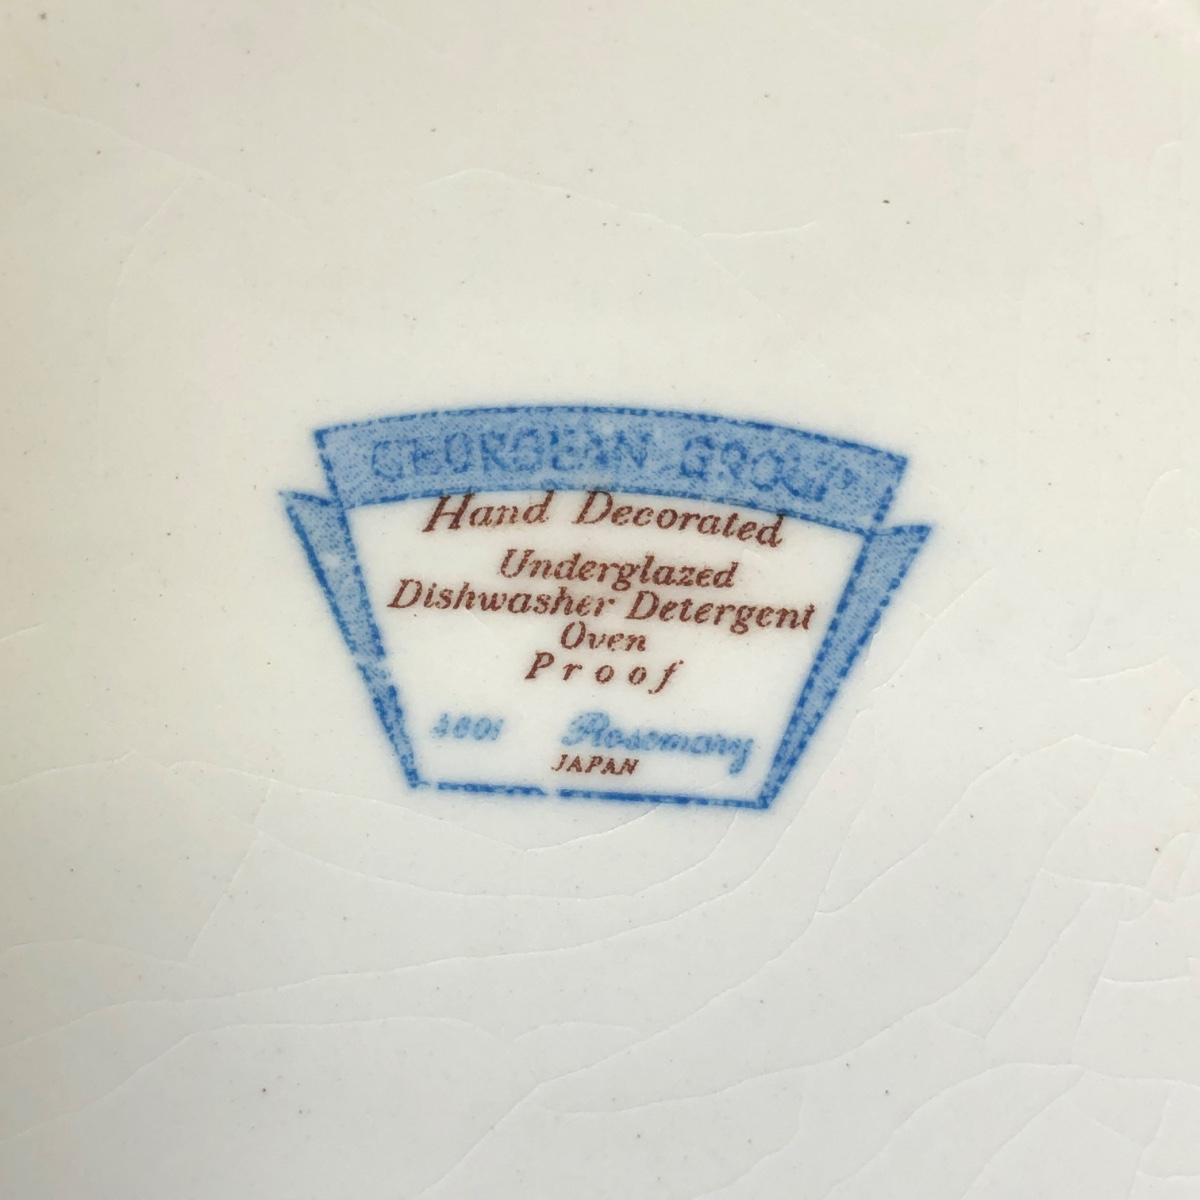 GEORGEAN GROUP
Hand Decorated
Underglazed
Dishwasher Detergent
Oven
Proof
Rosemary
JAPAN